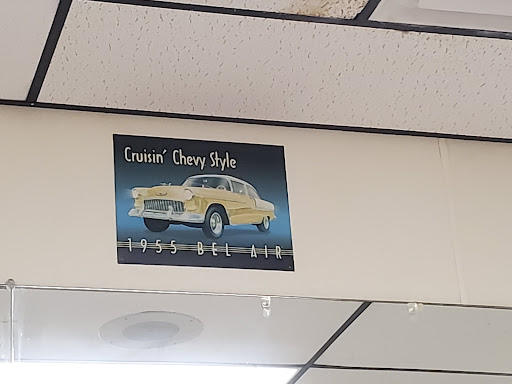 Cruisin' Chevy Style
1955 BEL AIR